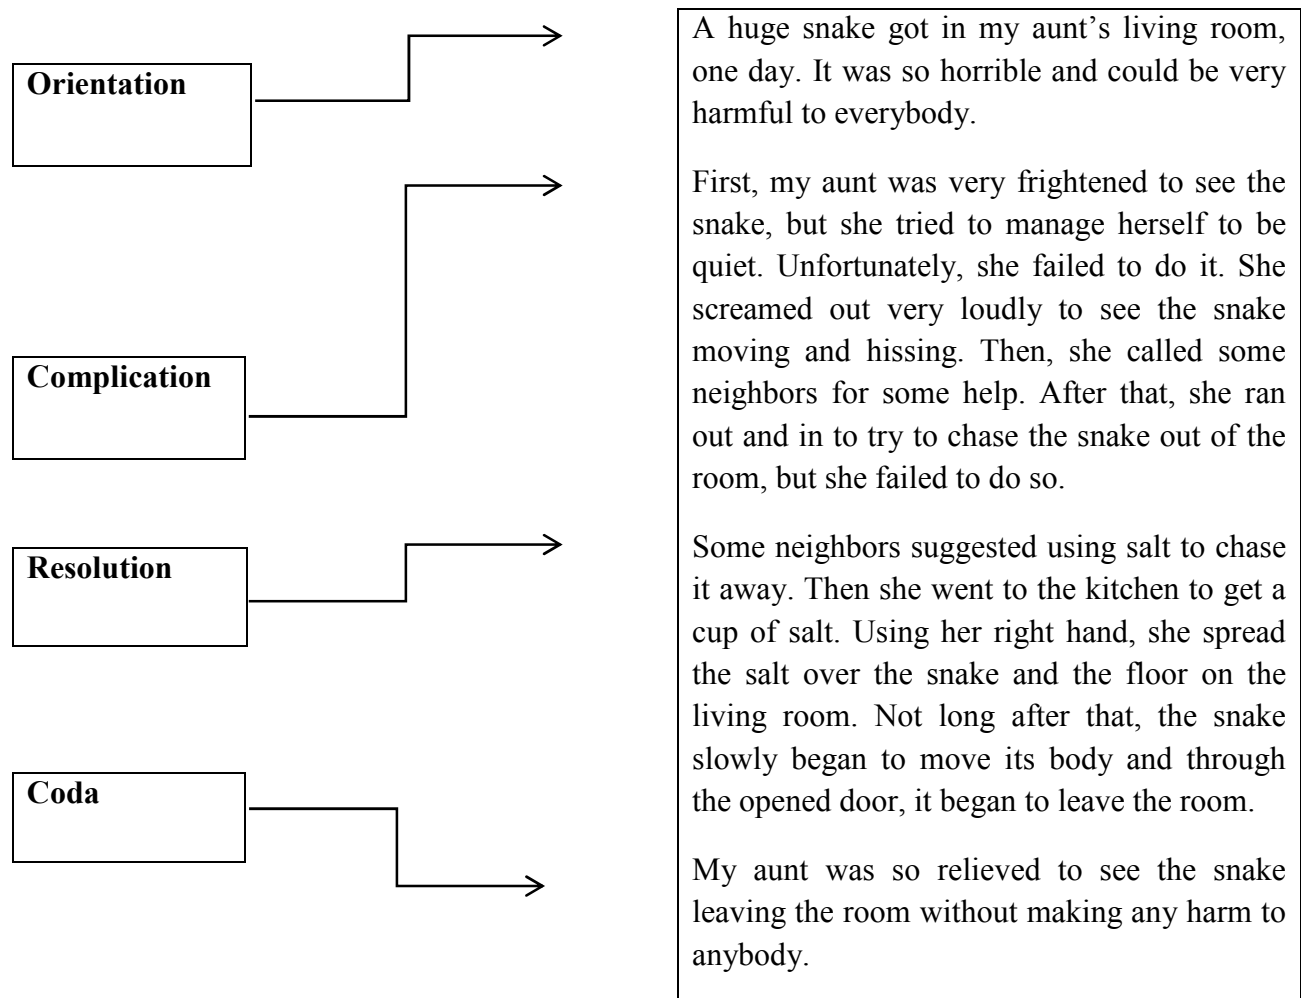 Orientation
Complication
Resolution
Coda
A huge snake got in my aunt’s living room,
one day. It was so horrible and could be very
harmful to everybody.
First, my aunt was very frightened to see the
snake, but she tried to manage herself to be
quiet. Unfortunately, she failed to do it. She
screamed out very loudly to see the snake
moving and hissing. Then, she called some
neighbors for some help. After that, she ran
out and in to try to chase the snake out of the
room, but she failed to do so.
Some neighbors suggested using salt to chase
it away. Then she went to the kitchen to get a
cup of salt. Using her right hand, she spread
the salt over the snake and the floor on the
living room. Not long after that, the snake
slowly began to move its body and through
the opened door, it began to leave the room.
My aunt was so relieved to see the snake
leaving the room without making any harm to
anybody.